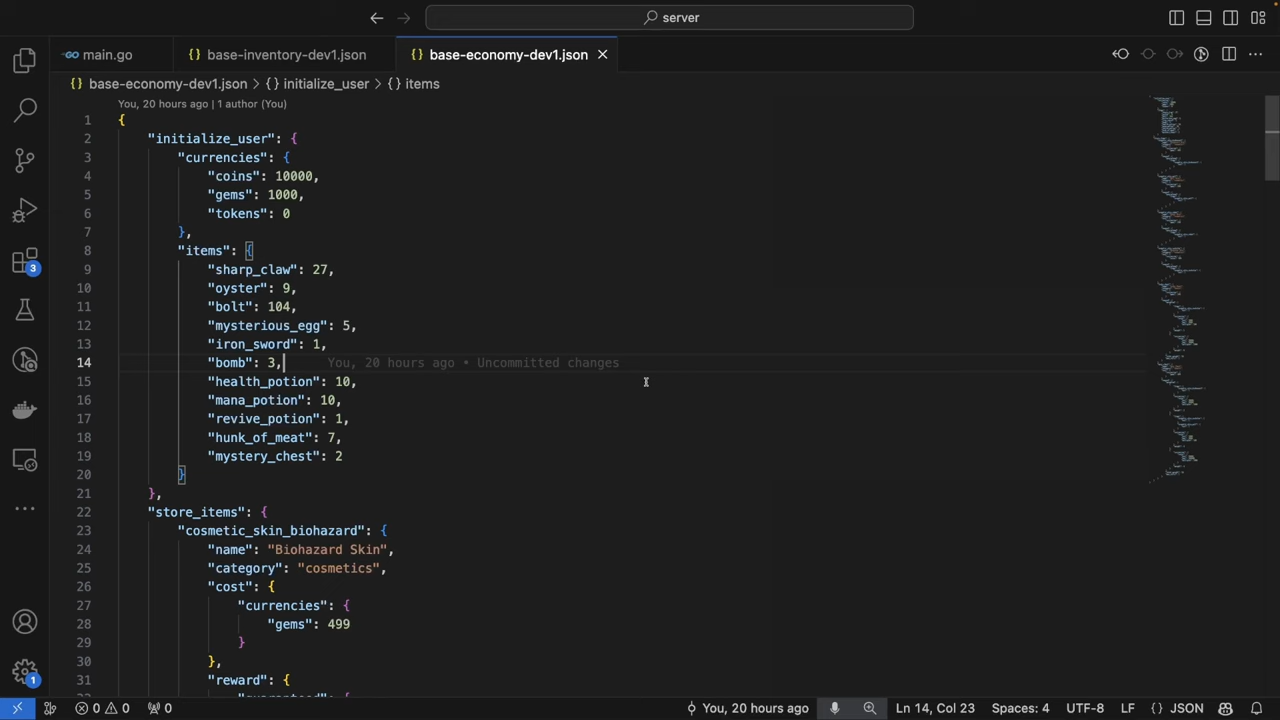 server
main.go
{} base-inventory-dev1.json
{} base-economy-dev1.json
{} base-economy-dev1.json > {} initialize_user > {} items
You, 20 hours ago | 1 author (You)
1 {
2 "initialize_user": {
3 "currencies": {
4 "coins": 10000,
5 "gems": 1000,
6 "tokens": 0
7 },
8 "items": {
9 "sharp_claw": 27,
10 "oyster": 9,
11 "bolt": 104,
12 "mysterious_egg": 5,
13 "iron_sword": 1,
14 "bomb": 3, You, 20 hours ago • Uncommitted changes
15 "health_potion": 10,
16 "mana_potion": 10,
17 "revive_potion": 1,
18 "hunk_of_meat": 7,
19 "mystery_chest": 2
20 }
21 },
22 "store_items": {
23 "cosmetic_skin_biohazard": {
24 "name": "Biohazard Skin",
25 "category": "cosmetics",
26 "cost": {
27 "currencies": {
28 "gems": 499
29 }
30 },
31 "reward": {
3
1
0 0 0
You, 20 hours ago
Ln 14, Col 23
Spaces: 4
UTF-8
LF
{} JSON